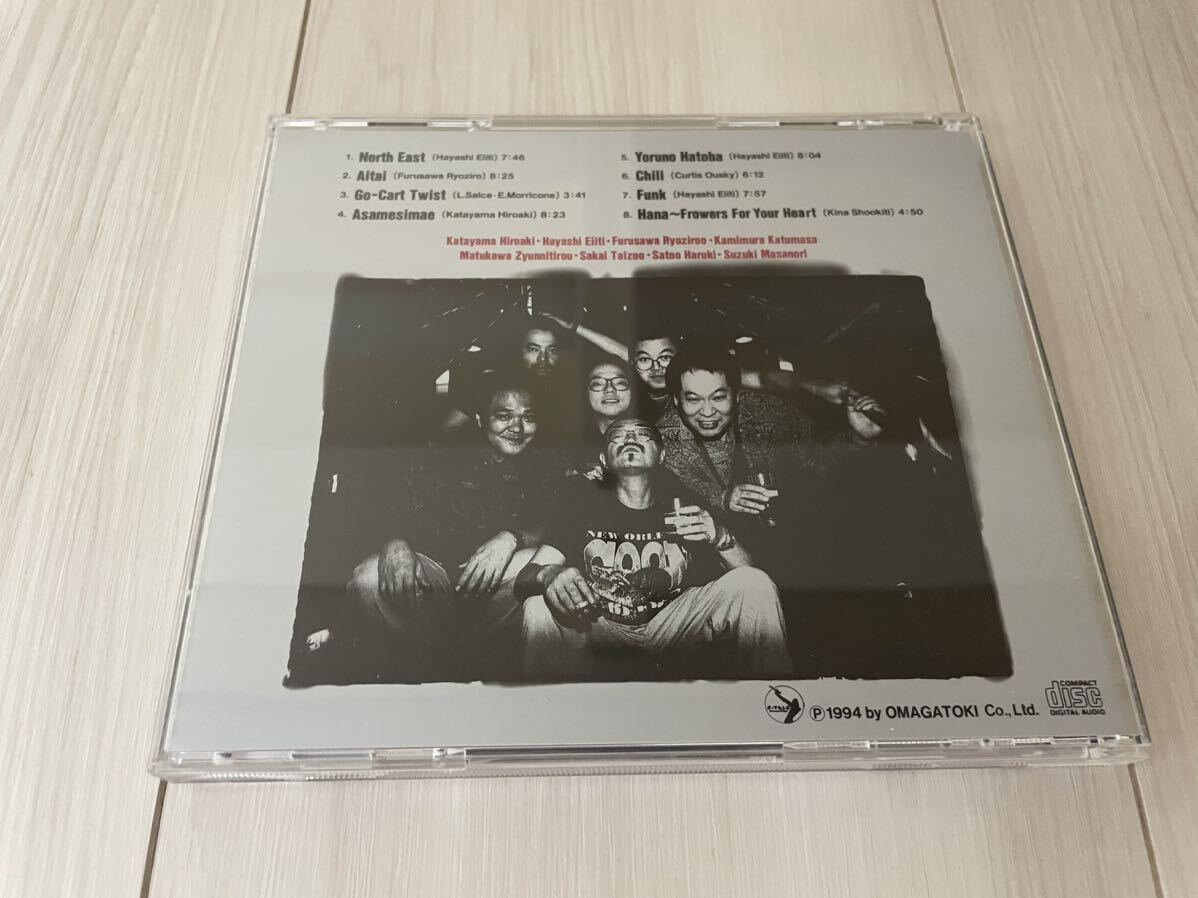 1. North East (Hayashi Eiiti) 7:46
2. Aitai (Furusawa Ryoziro) 8:25
3. Go-Cart Twist (L.Salce-E.Morricone) 3:41
4. Asamesimae (Katayama Hiroaki) 8:23
5. Yoruno Hatoba (Hayashi Eiiti) 8:04
6. Chili (Curtis Ousky) 6:12
7. Funk (Hayashi Eiiti) 7:57
8. Hana~Frowers For Your Heart (Kina Shookiti) 4:50
Katayama Hiroaki・Hayashi Eiiti・Furusawa Ryoziroo・Kamimura Katumasa
Matukawa Zyunnitirou・Sakai Taizoo・Satoo Haruki・Suzuki Masanori
NEW ORLE
℗1994 by OMAGATOKI Co., Ltd.
COMPACT
disc
DIGITAL AUDIO